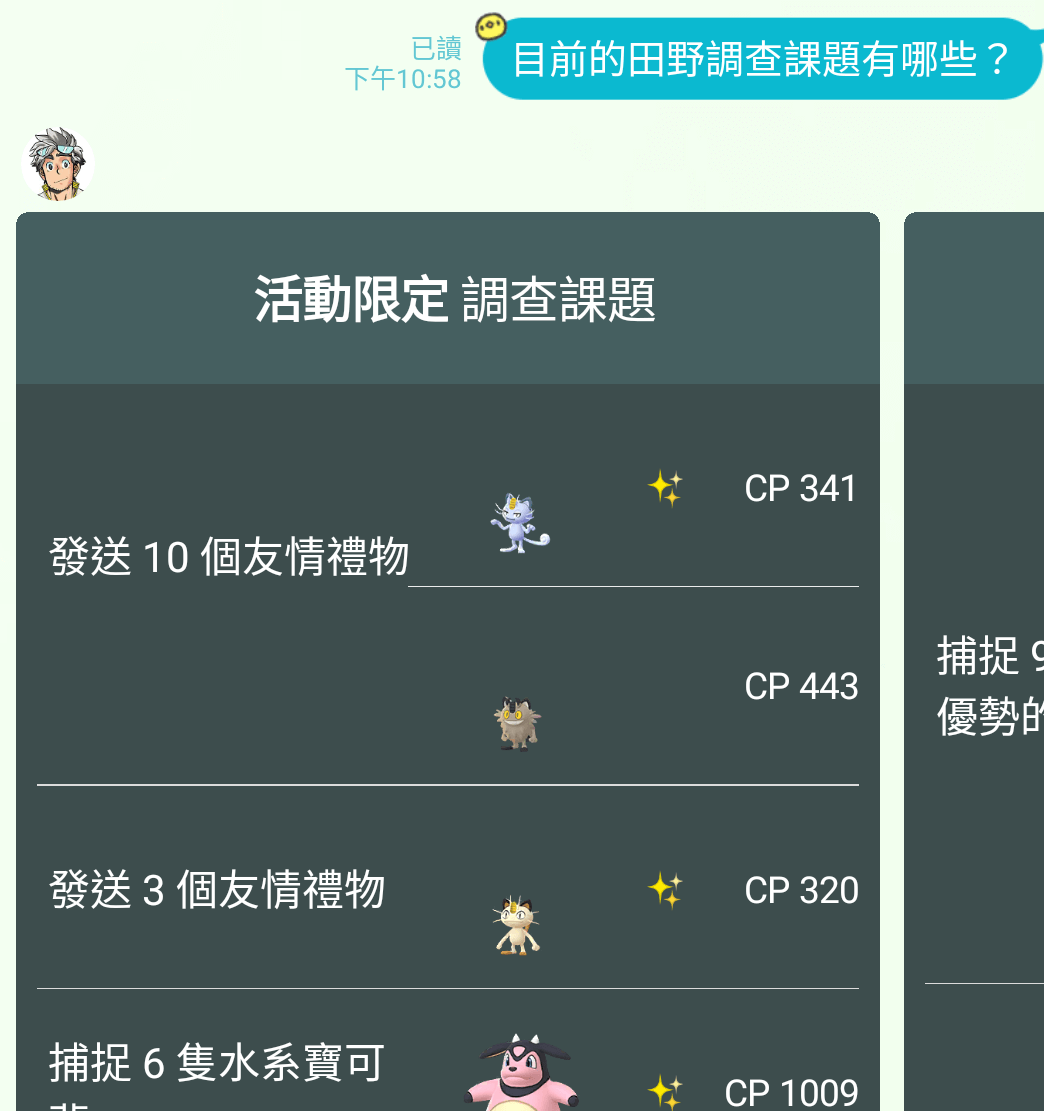 已讀
下午10:58
目前的田野調查課題有哪些？
活動限定 調查課題
CP 341
發送 10 個友情禮物
CP 443
發送 3 個友情禮物
CP 320
捕捉 6 隻水系寶可
CP 1009
捕捉 9
優勢的